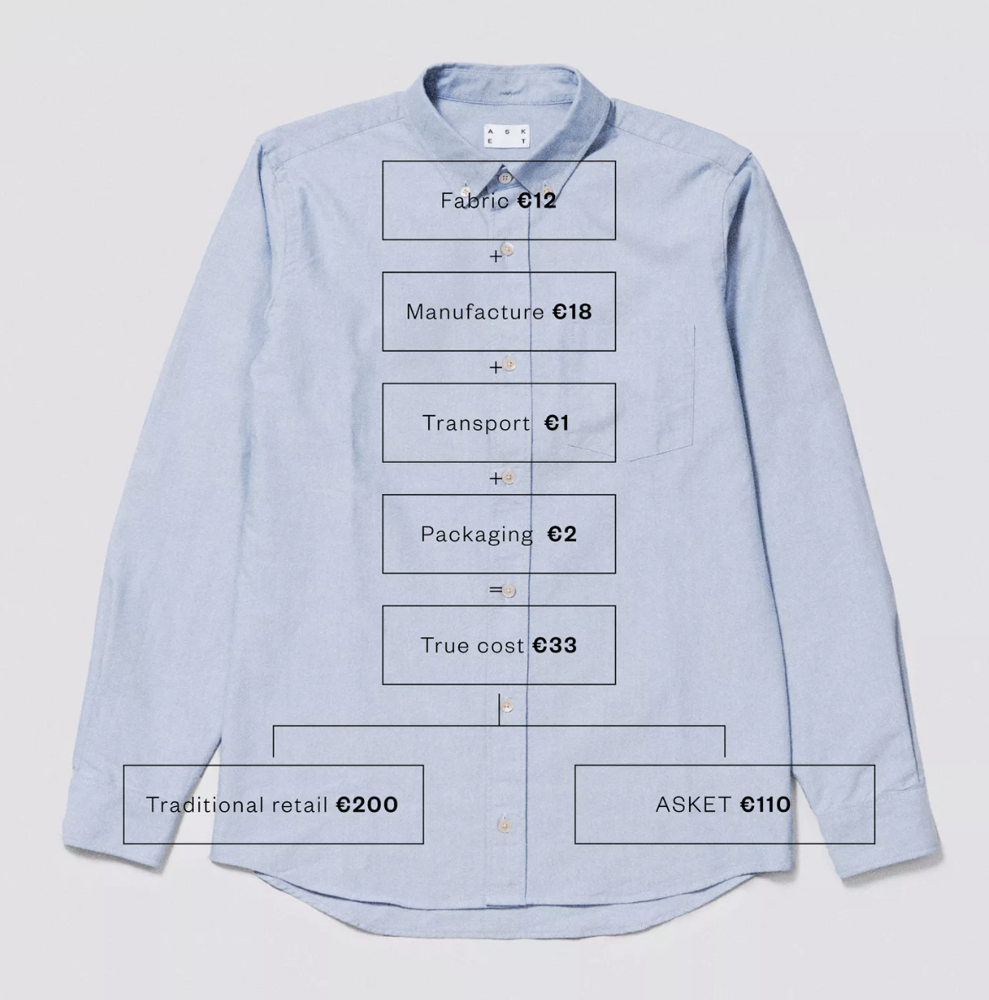 A S K
E T
Fabric €12
+
Manufacture €18
+
Transport €1
+
Packaging €2
=
True cost €33
Traditional retail €200
ASKET €110